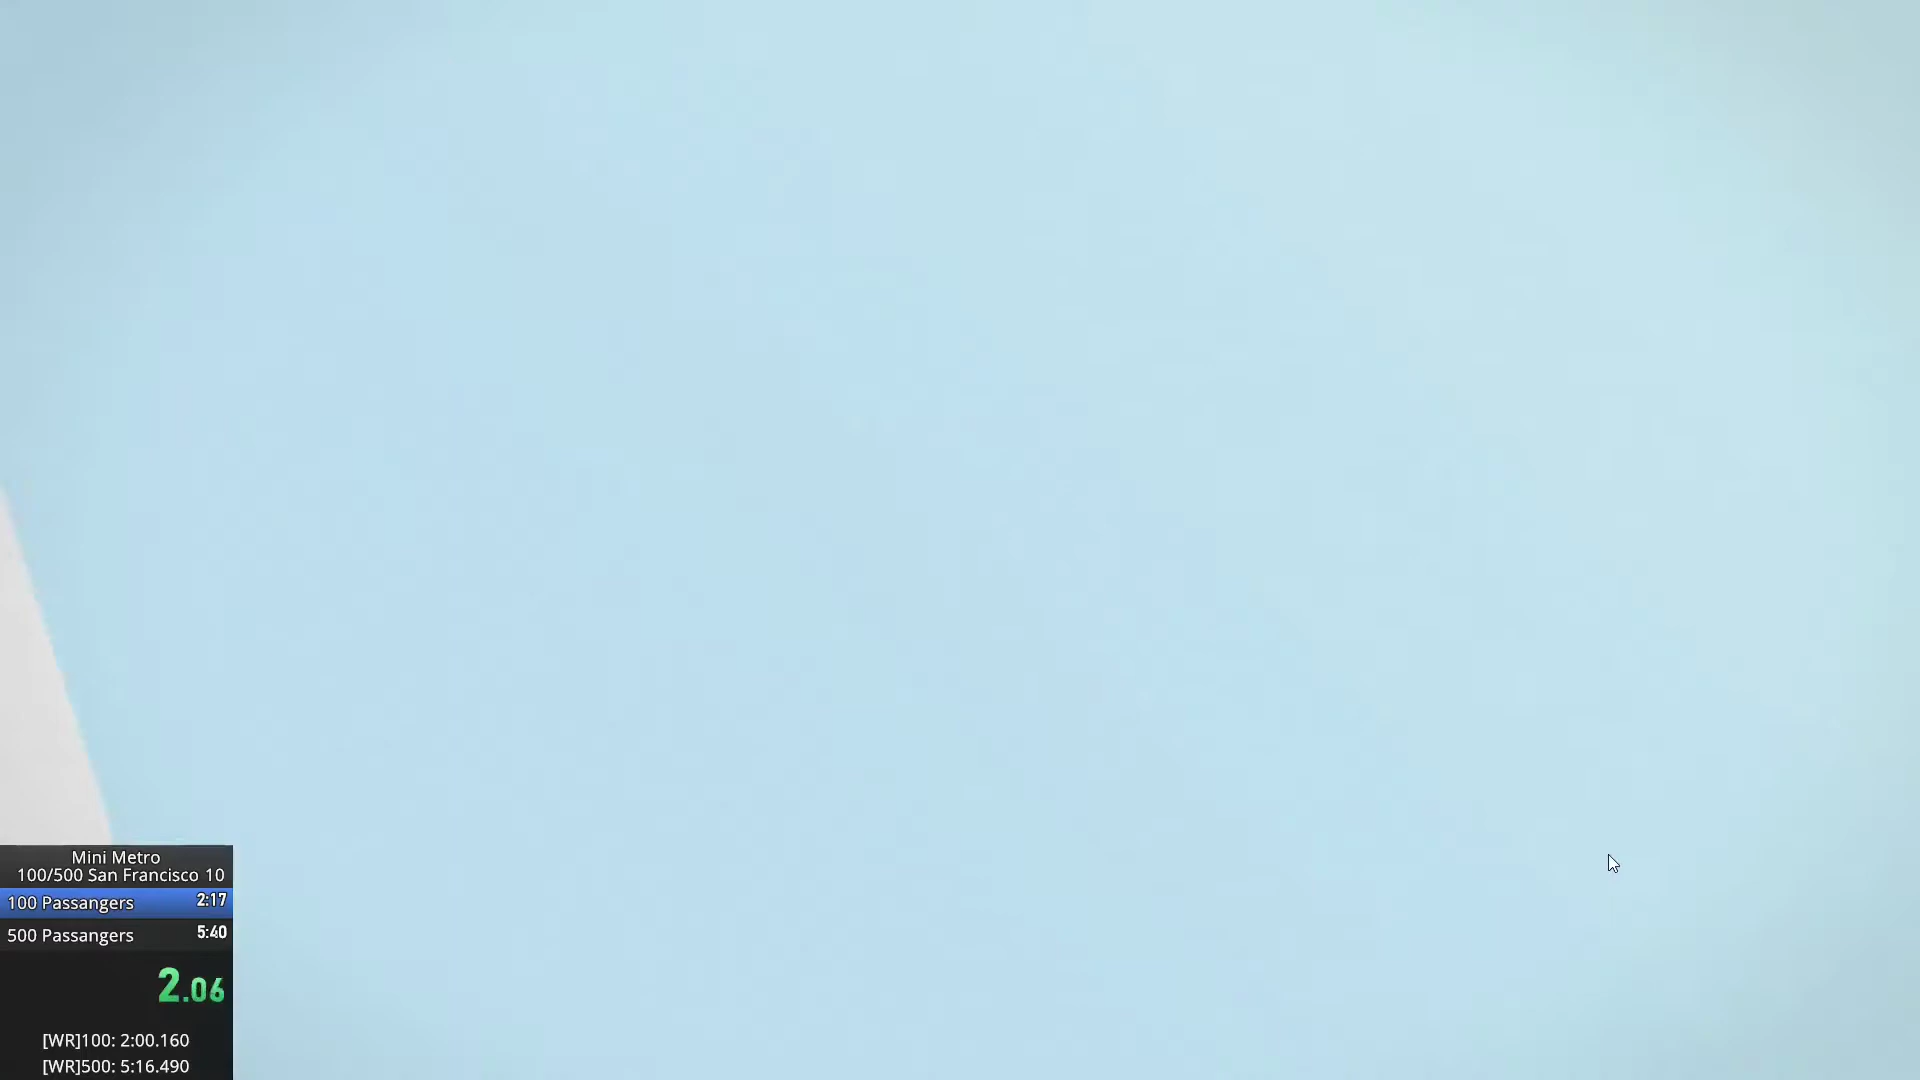 Mini Metro
100/500 San Francisco 10
100 Passangers 2:17
500 Passangers 5:40
2.06
[WR]100: 2:00.160
[WR]500: 5:16.490